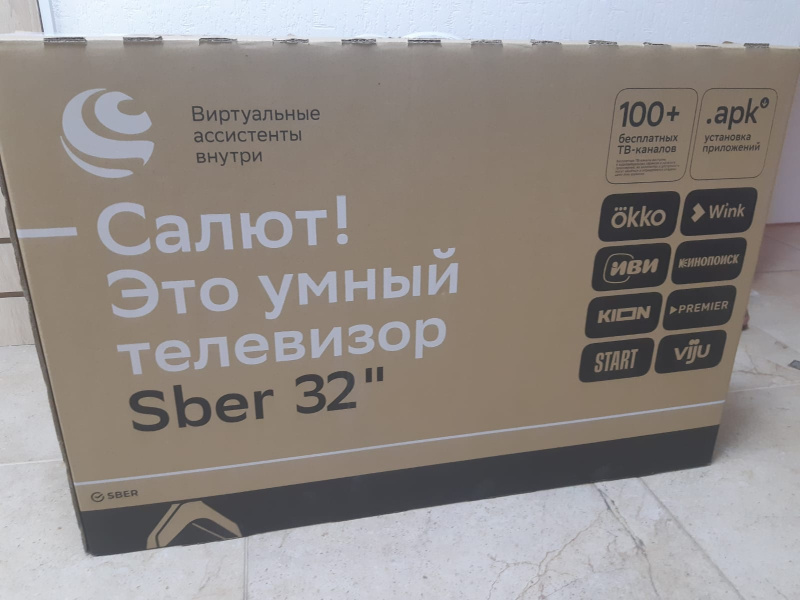 Виртуальные
ассистенты
внутри
Салют!
Это умный
телевизор
Sber 32"
SBER
100+
бесплатных
ТВ-каналов
.apk
установка
приложений
ökko
Wink
иви
КИНОПОИСК
KION
PREMIER
START
viju